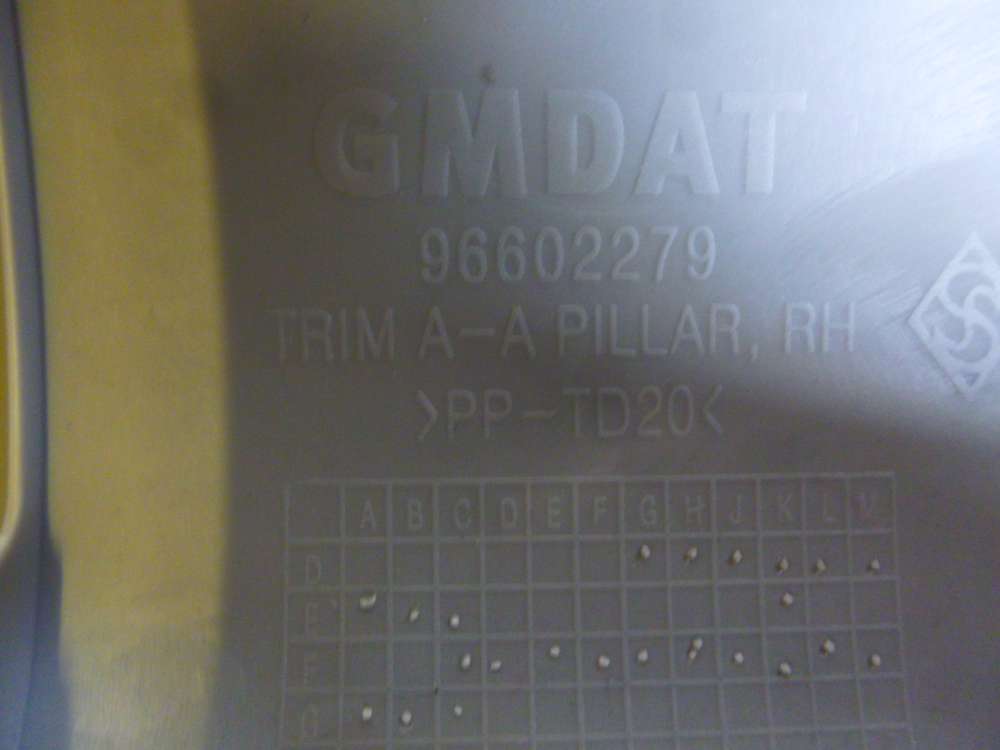 GMDAT
96602279
TRIM A-A PILLAR, RH
>PP-TD20<
A B C D E F G H J K L M
D
E
F
G